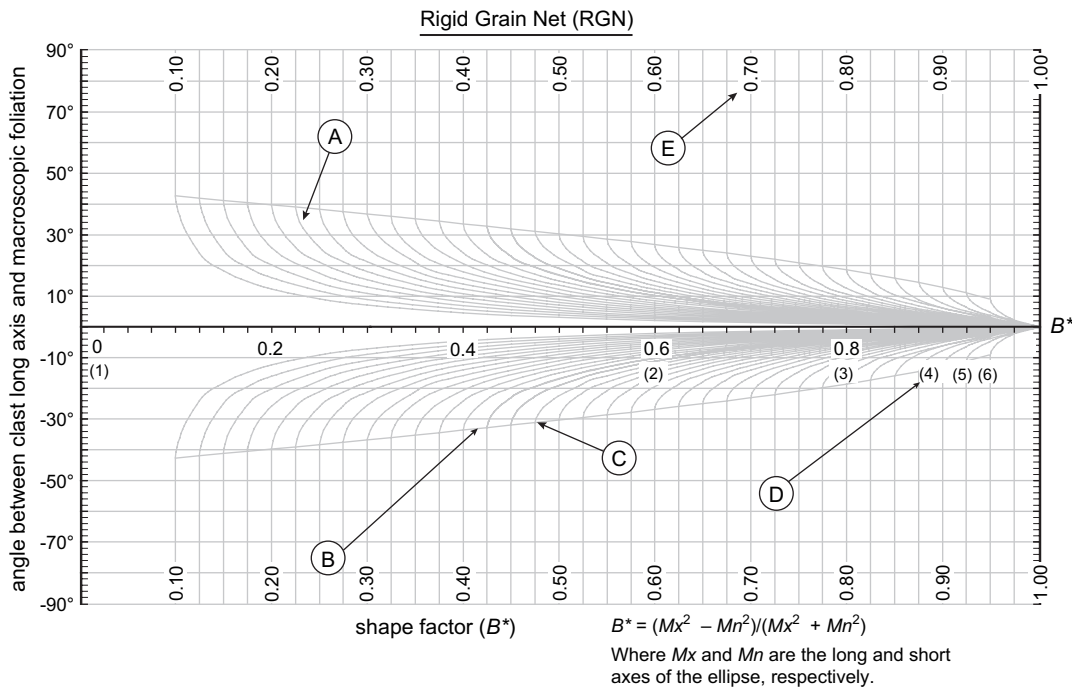 Rigid Grain Net (RGN)
angle between clast long axis and macroscopic foliation
90°
70°
50°
30°
10°
-10°
-30°
-50°
-70°
-90°
0.10 0.20 0.30 0.40 0.50 0.60 0.70 0.80 0.90 1.00
A
E
B*
0 0.2 0.4 0.6 0.8
(1) (2) (3) (4) (5) (6)
C
D
B
0.10 0.20 0.30 0.40 0.50 0.60 0.70 0.80 0.90 1.00
shape factor (B*)
B* = (Mx² – Mn²)/(Mx² + Mn²)
Where Mx and Mn are the long and short
axes of the ellipse, respectively.